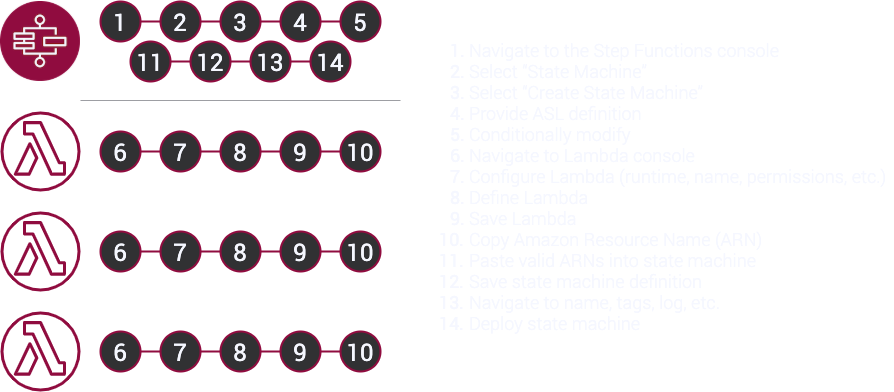 1 2 3 4 5
11 12 13 14
6 7 8 9 10
6 7 8 9 10
6 7 8 9 10
1. Navigate to the Step Functions console
2. Select "State Machine"
3. Select "Create State Machine"
4. Provide ASL definition
5. Conditionally modify
6. Navigate to Lambda console
7. Configure Lambda (runtime, name, permissions, etc.)
8. Define Lambda
9. Save Lambda
10. Copy Amazon Resource Name (ARN)
11. Paste valid ARNs into state machine
12. Save state machine definition
13. Navigate to name, tags, log, etc.
14. Deploy state machine